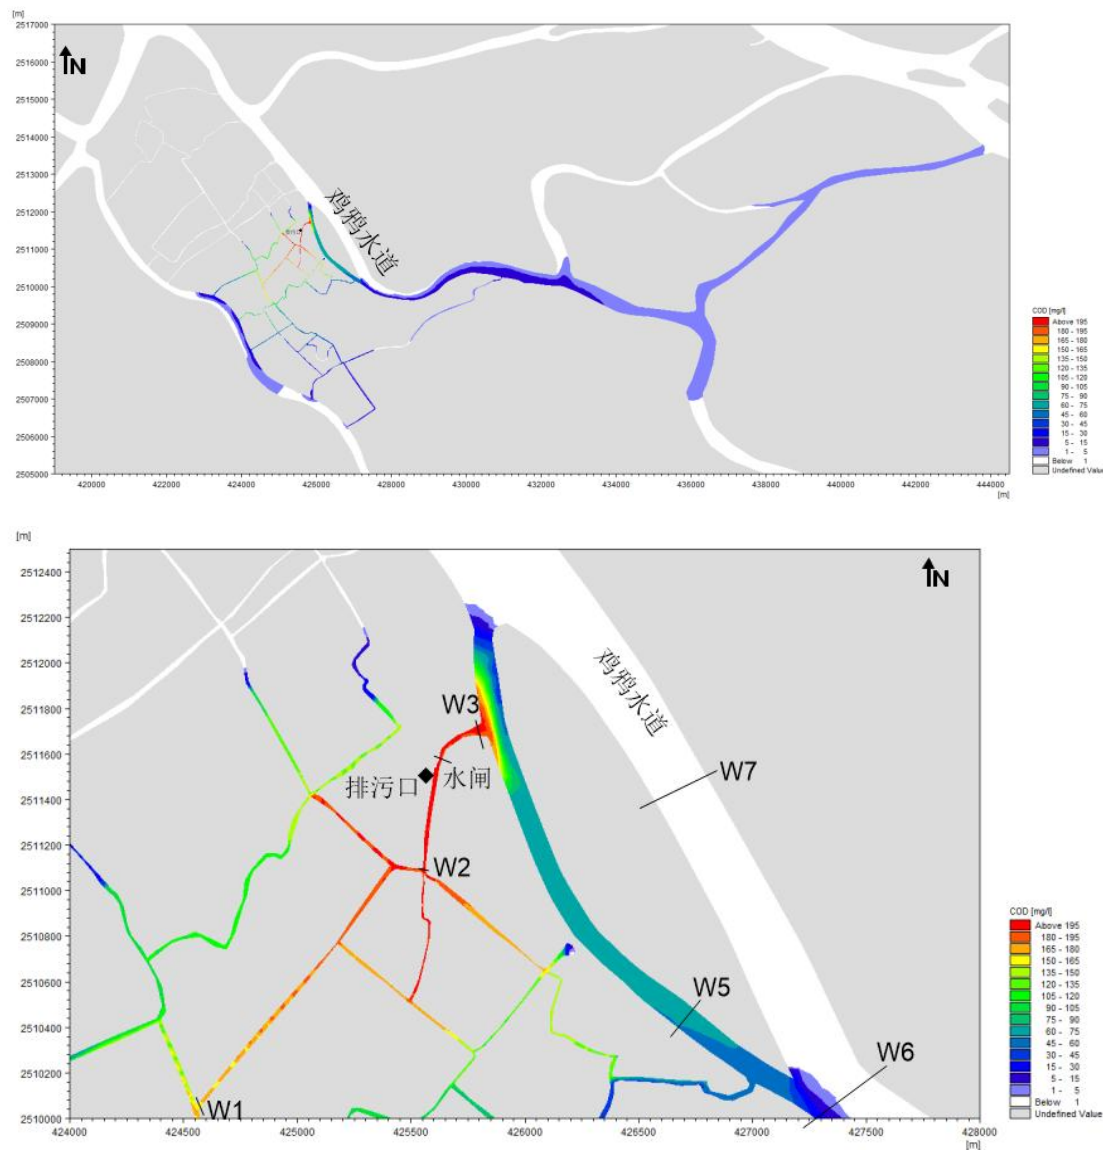 [m]
2517000
N
2516000
2515000
2514000
2513000
2512000
2511000
2510000
2509000
2508000
2507000
2506000
2505000
鸡鸦水道
420000 422000 424000 426000 428000 430000 432000 434000 436000 438000 440000 442000 444000
[m]
COD [mg/l]
Above 195
180 - 195
165 - 180
150 - 165
135 - 150
120 - 135
105 - 120
90 - 105
75 - 90
60 - 75
45 - 60
30 - 45
15 - 30
5 - 15
1 - 5
Below 1
Undefined Value
[m]
2512400
N
2512200
2512000
2511800
2511600
2511400
2511200
2511000
2510800
2510600
2510400
2510200
2510000
鸡鸦水道
W3
排污口
水闸
W7
W2
W5
W6
W1
424000 424500 425000 425500 426000 426500 427000 427500 428000
[m]
COD [mg/l]
Above 195
180 - 195
165 - 180
150 - 165
135 - 150
120 - 135
105 - 120
90 - 105
75 - 90
60 - 75
45 - 60
30 - 45
15 - 30
5 - 15
1 - 5
Below 1
Undefined Value